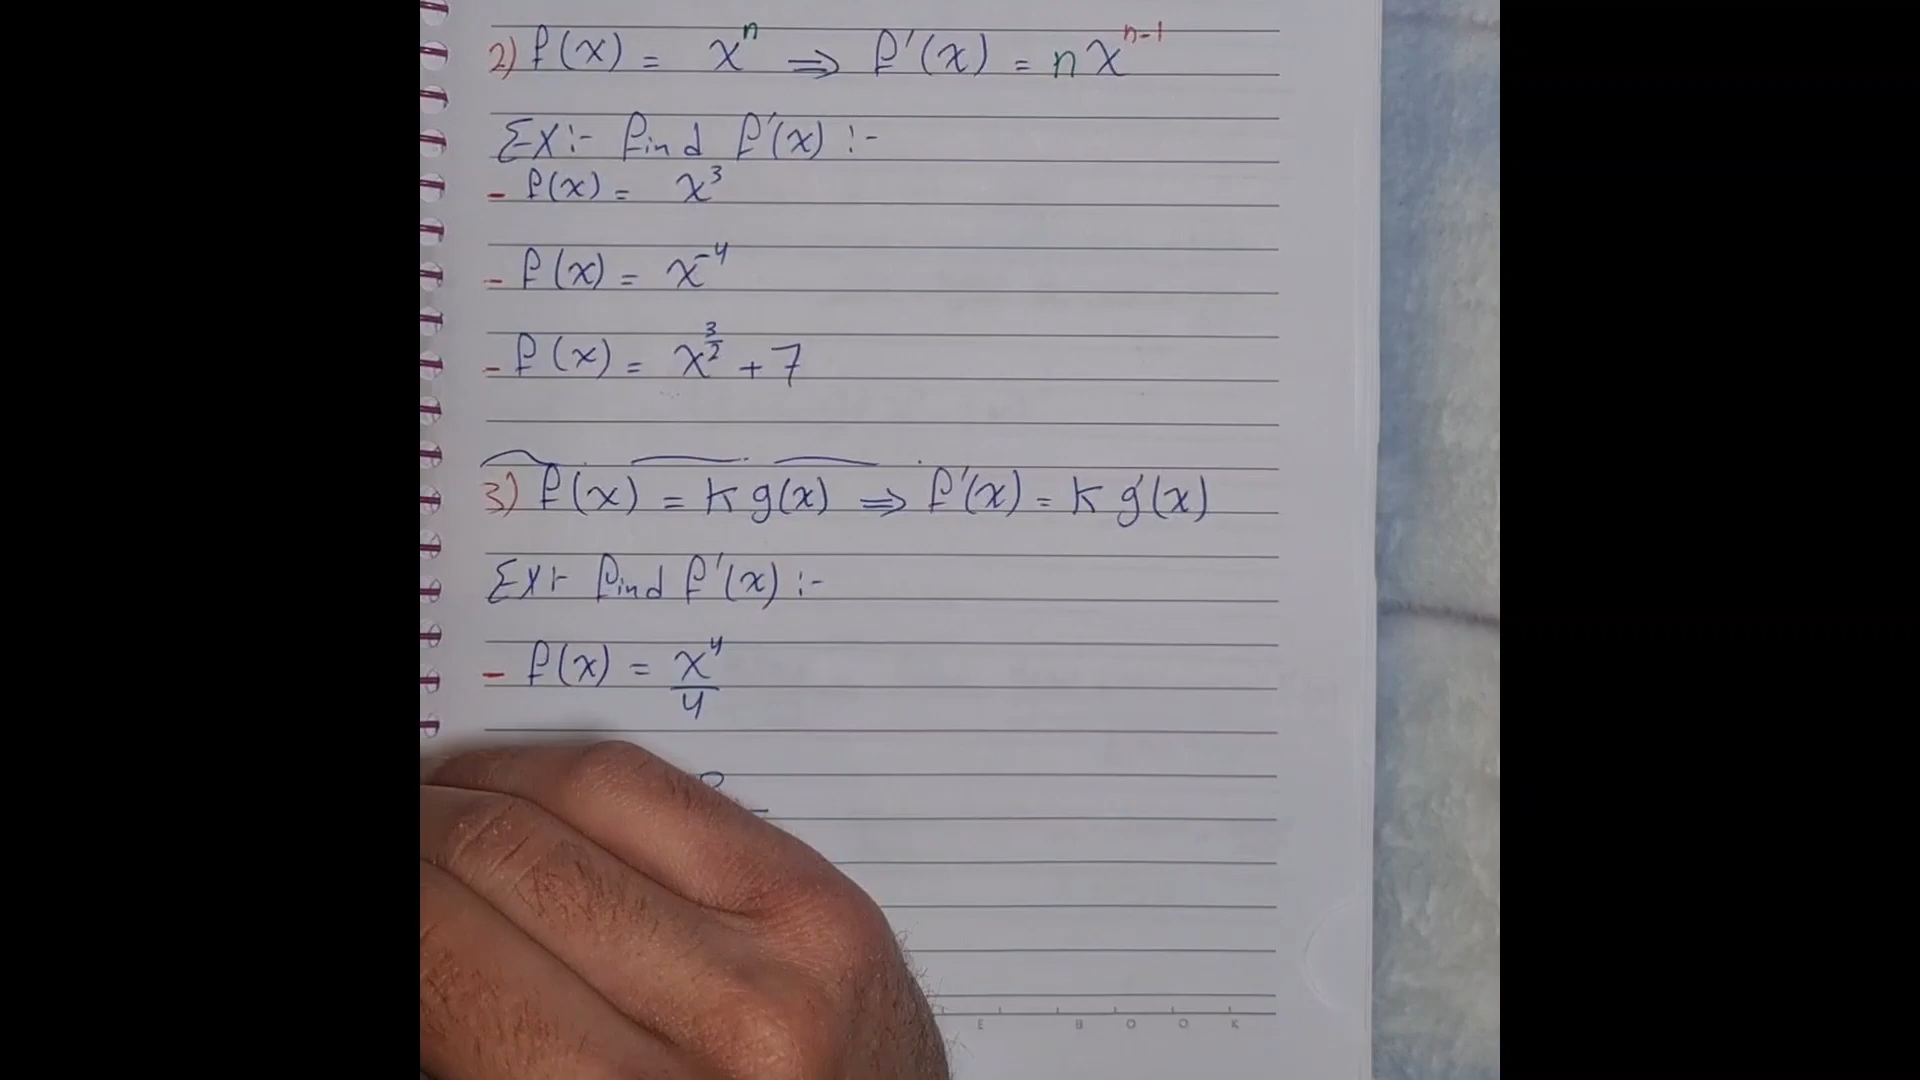 2) f(x) = x^n ⇒ f'(x) = n x^{n-1}
Ex:- find f'(x) :-
- f(x) = x^3
- f(x) = x^{-4}
- f(x) = x^{3/2} + 7
3) f(x) = K g(x) ⇒ f'(x) = K g'(x)
Ex:- find f'(x) :-
- f(x) = x^4/4
E B O O K